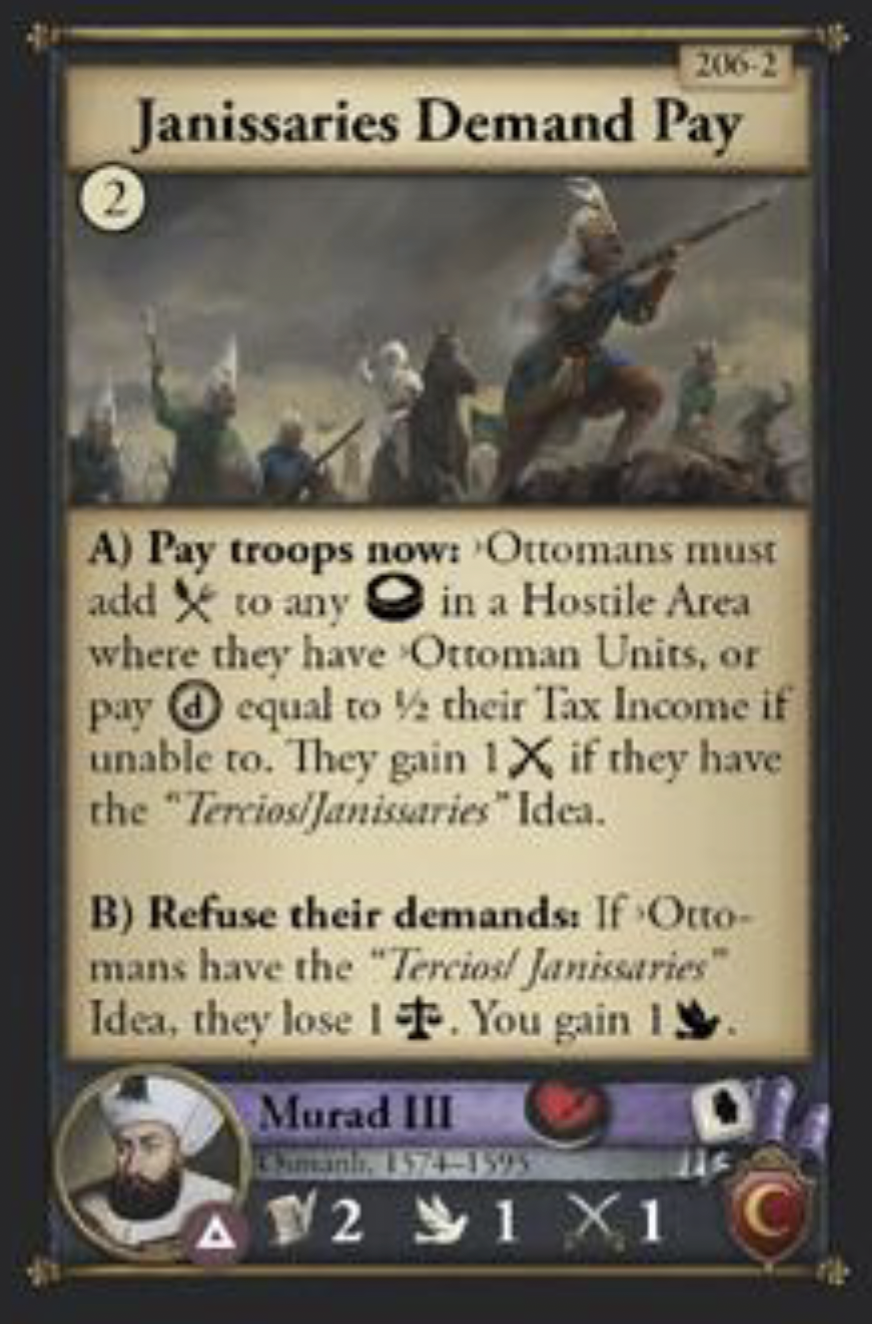 206-2
Janissaries Demand Pay
2
A) Pay troops now: ›Ottomans must
add to any in a Hostile Area
where they have ›Ottoman Units, or
pay d equal to ½ their Tax Income if
unable to. They gain 1 if they have
the "Tercios/Janissaries" Idea.
B) Refuse their demands: If ›Otto-
mans have the "Tercios/ Janissaries"
Idea, they lose 1 . You gain 1 .
Murad III
Osmanlı, 1574–1595
2 1 1